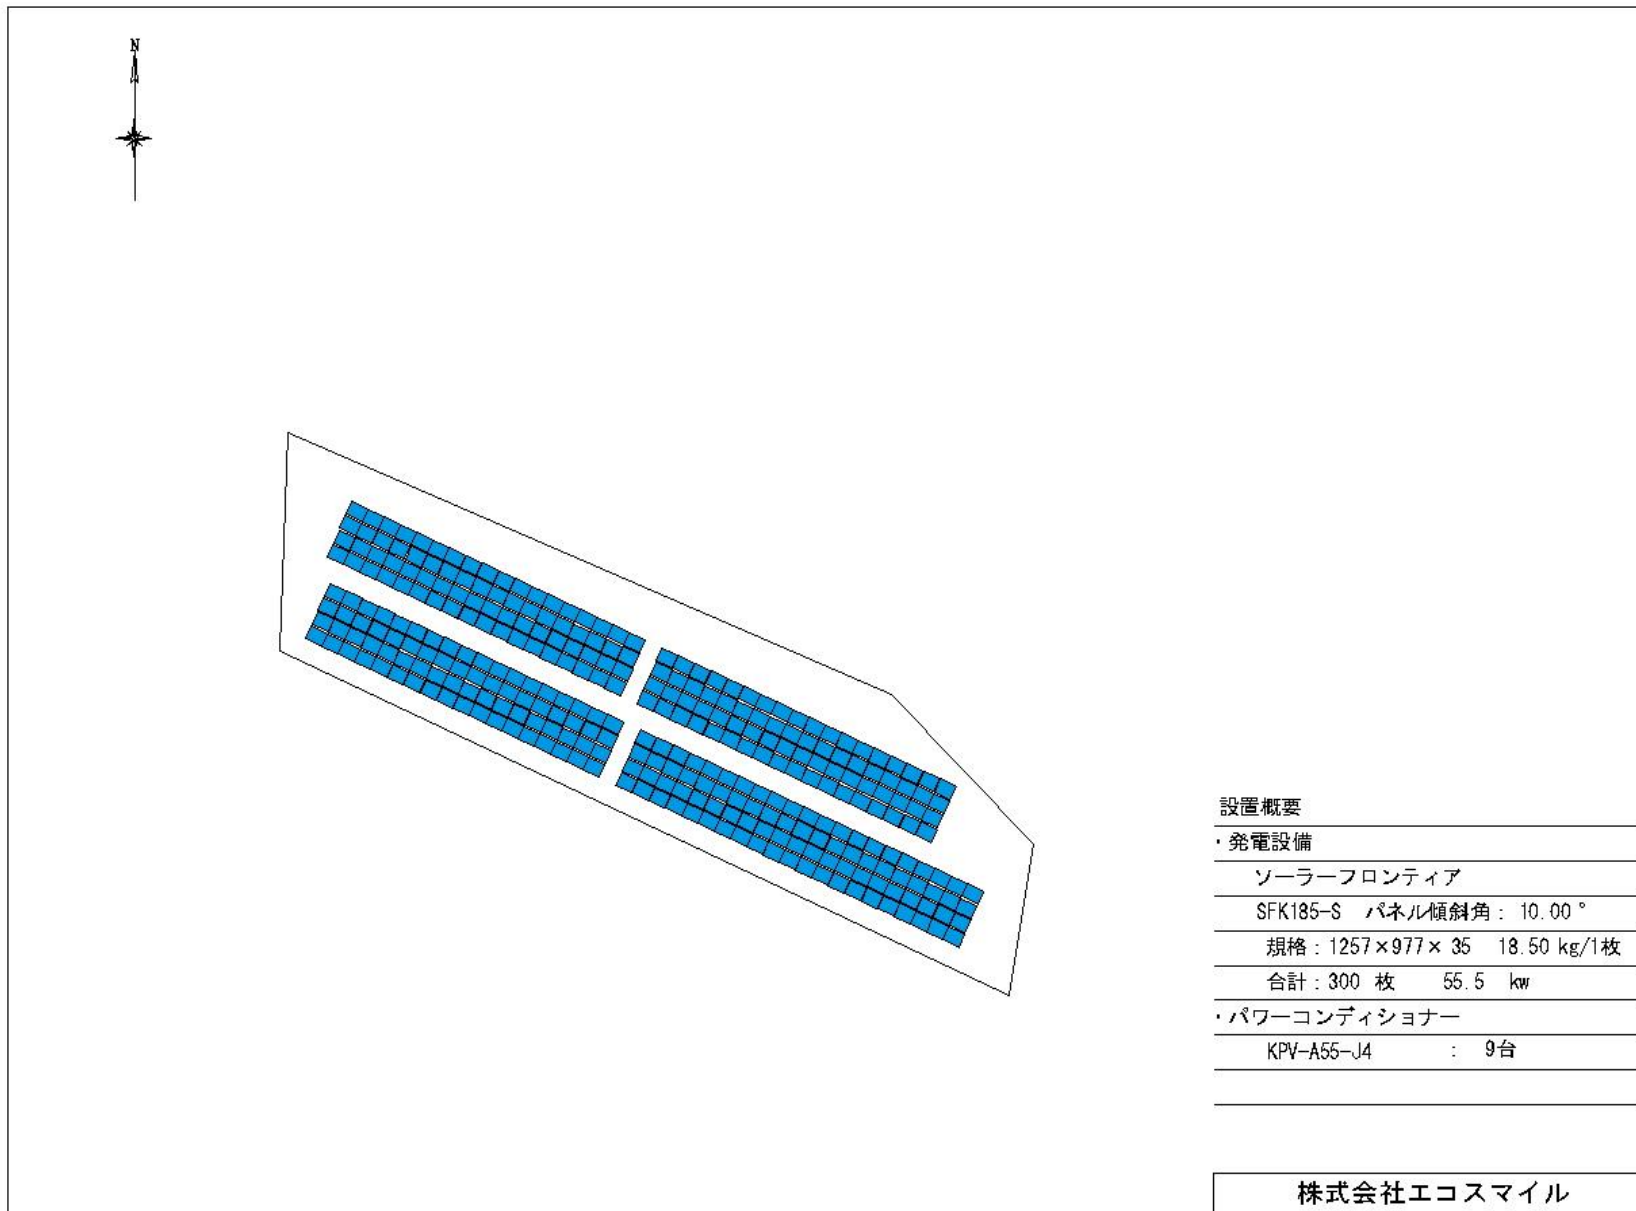 N
設置概要
・発電設備
ソーラーフロンティア
SFK185-S パネル傾斜角：10.00°
規格：1257×977×35 18.50 kg/1枚
合計：300 枚 55.5 kw
・パワーコンディショナー
KPV-A55-J4 ： 9台
株式会社エコスマイル